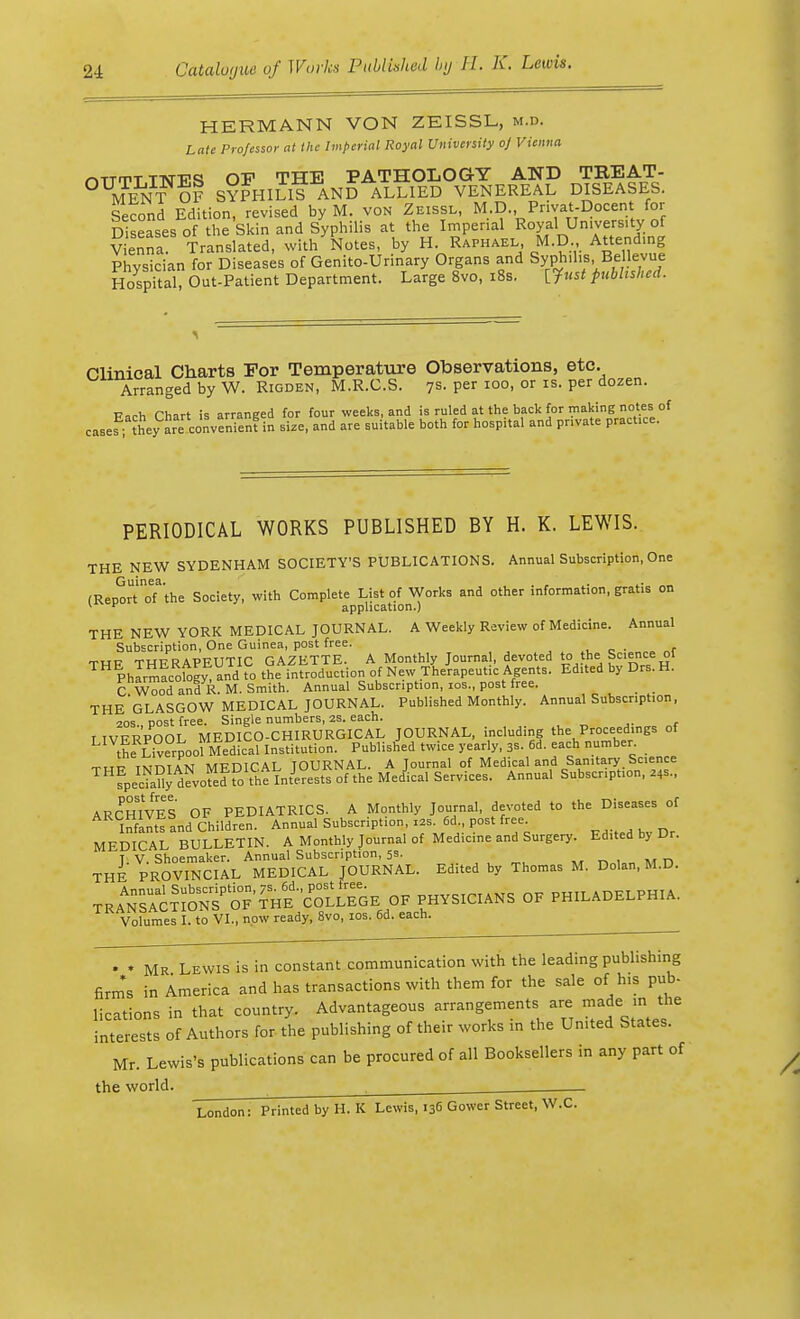 24 Catalogue of Works Published by H. K. Lewis.
HERMANN VON ZEISSL, M.D.
Late Professor at the Imperial Royal University of Vienna
OUTLINES OF THE PATHOLOGY AND TREAT-
MENT OF SYPHILIS AND ALLIED VENEREAL DISEASES.
Second Edition, revised by M. VON ZEISSL, M.D., Privat-Docent for
Diseases of the Skin and Syphilis at the Imperial Royal University of
Vienna. Translated, with Notes, by H. RAPHAEL, M.D., Attending
Physician for Diseases of Genito-Urinary Organs and Syphilis, Bellevue
Hospital, Out-Patient Department. Large 8vo, 18s. [Just published.
Clinical Charts For Temperature Observations, etc.
Arranged by W. RIGDEN, M.R.C.S. 7s. per 100, or 1s. per dozen.
Each Chart is arranged for four weeks, and is ruled at the back for making notes of
cases; they are convenient in size, and are suitable both for hospital and private practice.
PERIODICAL WORKS PUBLISHED BY H. K. LEWIS.
THE NEW SYDENHAM SOCIETY'S PUBLICATIONS. Annual Subscription, One
Guinea.
(Report of the Society, with Complete List of Works and other information, gratis on
application.)
THE NEW YORK MEDICAL JOURNAL. A Weekly Review of Medicine. Annual
Subscription, One Guinea, post free.
THE THERAPEUTIC GAZETTE. A Monthly Journal, devoted to the Science of
Pharmacology, and to the introduction of New Therapeutic Agents. Edited by Drs. H.
C. Wood and R. M. Smith. Annual Subscription, 10s., post free.
THE GLASGOW MEDICAL JOURNAL. Published Monthly. Annual Subscription,
20s., post free. Single numbers, 2s. each.
LIVERPOOL MEDICO-CHIRURGICAL JOURNAL, including the Proceedings of
the Liverpool Medical Institution. Published twice yearly, 3s. 6d. each number.
THE INDIAN MEDICAL JOURNAL. A Journal of Medical and Sanitary Science
specially devoted to the Interests of the Medical Services. Annual Subscription, 24s.,
post free.
ARCHIVES OF PEDIATRICS. A Monthly Journal, devoted to the Diseases of
Infants and Children. Annual Subscription, 12s. 6d., post free.
MEDICAL BULLETIN. A Monthly Journal of Medicine and Surgery. Edited by Dr.
J. V. Shoemaker. Annual Subscription, 5s.
THE PROVINCIAL MEDICAL JOURNAL. Edited by Thomas M. Dolan, M.D.
Annual Subscription, 7s. 6d., post free.
TRANSACTIONS OF THE COLLEGE OF PHYSICIANS OF PHILADELPHIA.
Volumes I. to VI., now ready, 8vo, 10s. 6d. each.
*** MR. LEWIS is in constant communication with the leading publishing
firms in America and has transactions with them for the sale of his pub-
lications in that country. Advantageous arrangements are made in the
interests of Authors for the publishing of their works in the United States.
Mr. Lewis's publications can be procured of all Booksellers in any part of
the world.
London: Printed by H. K Lewis, 136 Gower Street, W.C.